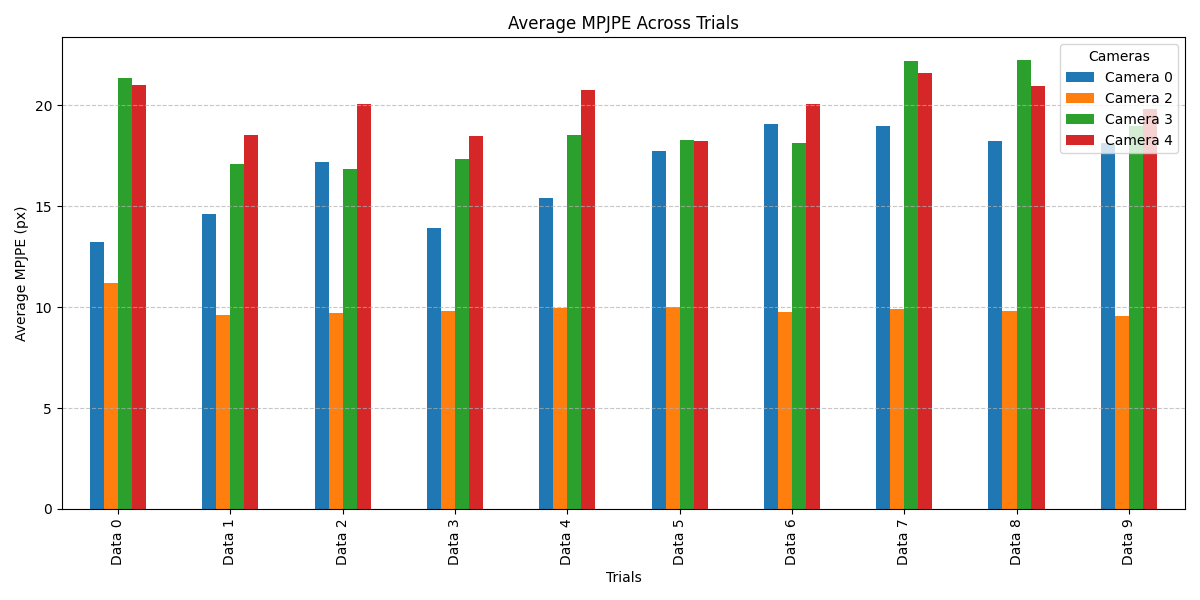 Average MPJPE Across Trials
Cameras
Camera 0
Camera 2
Camera 3
Camera 4
Average MPJPE (px)
20
15
10
5
0
Data 0
Data 1
Data 2
Data 3
Data 4
Data 5
Data 6
Data 7
Data 8
Data 9
Trials